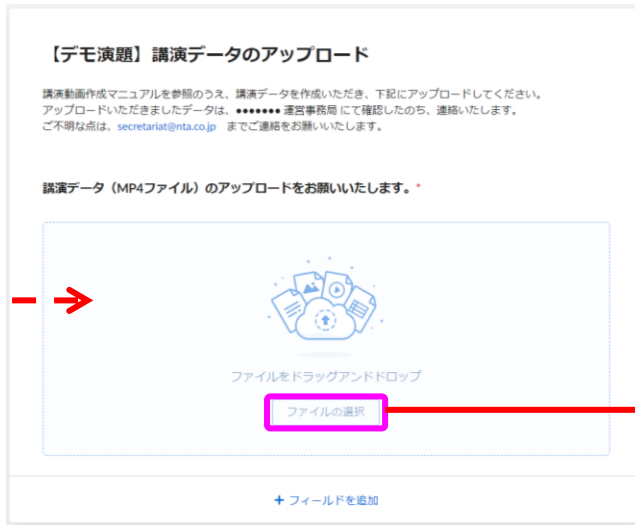 【デモ演題】講演データのアップロード
講演動画作成マニュアルを参照のうえ、講演データを作成いただき、下記にアップロードしてください。
アップロードいただきましたデータは、●●●●●●● 運営事務局 にて確認したのち、連絡いたします。
ご不明な点は、secretariat@nta.co.jp までご連絡をお願いいたします。
講演データ（MP4ファイル）のアップロードをお願いいたします。*
ファイルをドラッグアンドドロップ
ファイルの選択
+ フィールドを追加